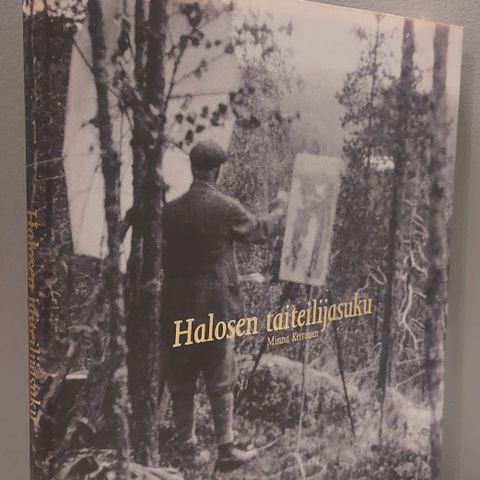 Halosen taiteilijasuku
Minna Kettunen
Halosen taiteilijasuku